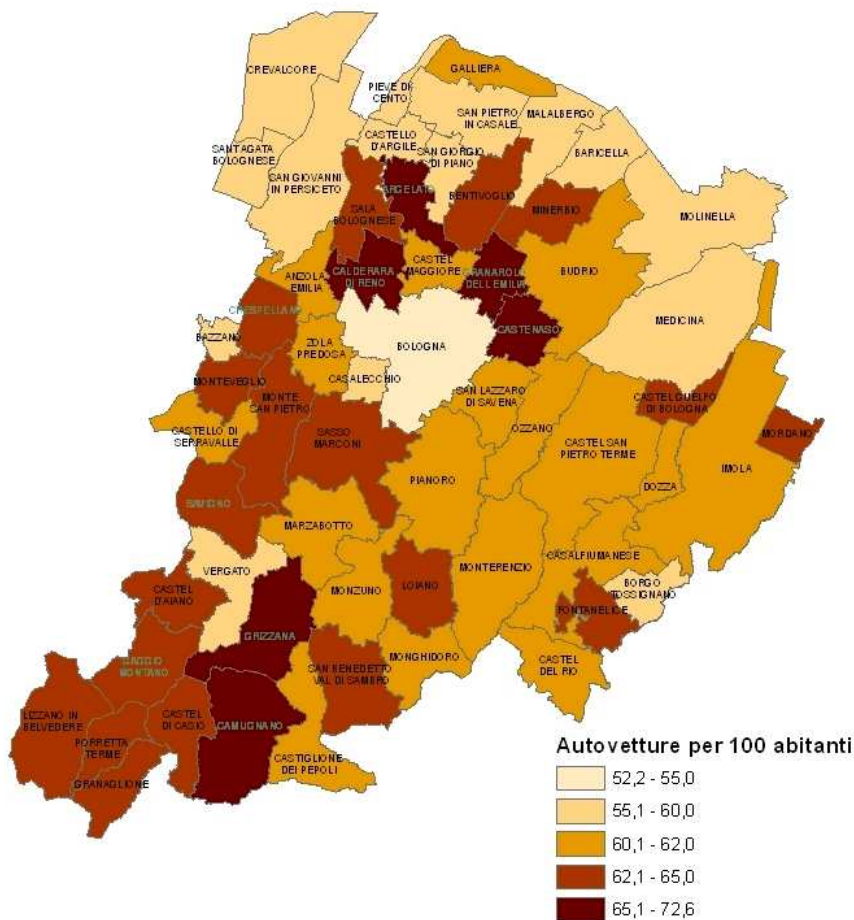 CREVALCORE
GALLIERA
PIEVE DI
CENTO
SAN PIETRO
IN CASALE
MALALBERGO
SANTAGATA
BOLOGNESE
CASTELLO
D'ARGILE
SAN GIORGIO
DI PIANO
BARICELLA
SAN GIOVANNI
IN PERSICETO
ARGELATO
BENTIVOGLIO
MINERBIO
MOLINELLA
SALA
BOLOGNESE
CALDERARA
DI RENO
CASTEL
MAGGIORE
GRANAROLO
DELL'EMILIA
BUDRIO
ANZOLA
EMILIA
CRESPELLANO
CASTENASO
MEDICINA
BAZZANO
ZOLA
PREDOSA
BOLOGNA
CASALECCHIO
MONTEVEGLIO
MONTE
SAN PIETRO
SAN LAZZARO
DI SAVENA
CASTEL GUELFO
DI BOLOGNA
CASTELLO DI
SERRAVALLE
SASSO
MARCONI
OZZANO
CASTEL SAN
PIETRO TERME
MORDANO
PIANORO
DOZZA
IMOLA
SAVIGNO
MARZABOTTO
CASALFIUMANESE
VERGATO
MONZUNO
LOIANO
MONTERENZIO
BORGO
TOSSIGNANO
CASTEL
D'AIANO
FONTANELICE
GRIZZANA
GAGGIO
MONTANO
SAN BENEDETTO
VAL DI SAMBRO
MONGHIDORO
CASTEL
DEL RIO
LIZZANO IN
BELVEDERE
CASTEL
DI CASIO
CAMUGNANO
PORRETTA
TERME
GRANAGLIONE
CASTIGLIONE
DEI PEPOLI
Autovetture per 100 abitanti
52,2 - 55,0
55,1 - 60,0
60,1 - 62,0
62,1 - 65,0
65,1 - 72,6